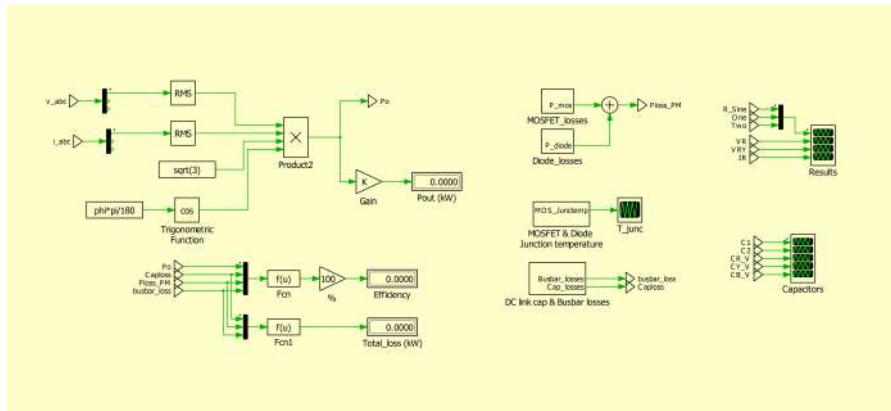 v_abc
RMS
i_abc
RMS
sqrt(3)
Product2
Po
phi*pi/180
cos
Trigonometric
Function
K
Gain
0.0000
Pout (kW)
Po
Caploss
Ploss_PM
busbar_loss
f(u)
Fcn
100
%
0.0000
Efficiency
f(u)
Fcn1
0.0000
Total_loss (kW)
P_mos
MOSFET_losses
Ploss_PM
P_diode
Diode_losses
MOS_Junctemp
MOSFET & Diode
Junction temperature
T_junc
Busbar_losses
Cap_losses
busbar_loss
Caploss
DC link cap & Busbar losses
R_Sine
One
Two
VR
VRY
IR
Results
C1
C2
CR_V
CY_V
CB_V
Capacitors